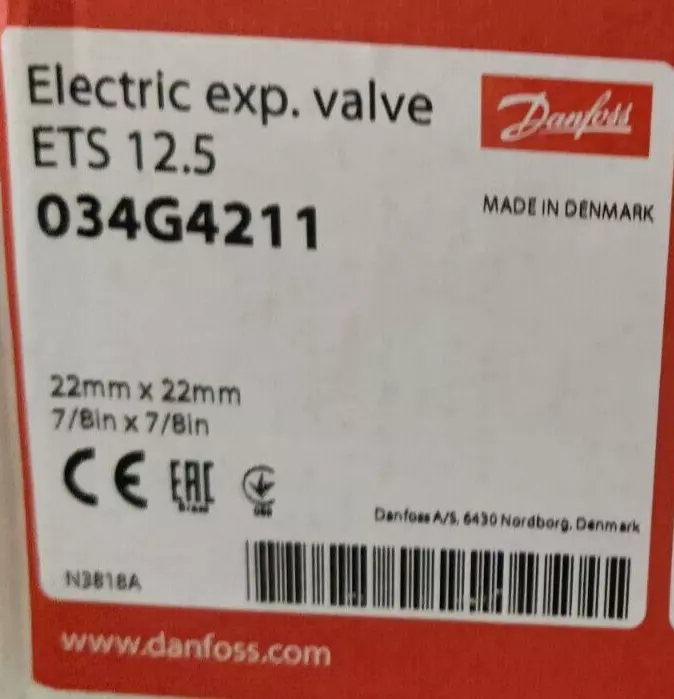 Electric exp. valve
Danfoss
ETS 12.5
034G4211
MADE IN DENMARK
22mm x 22mm
7/8in x 7/8in
CE EAC
Danfoss A/S, 6430 Nordborg, Denmark
N3818A
www.danfoss.com